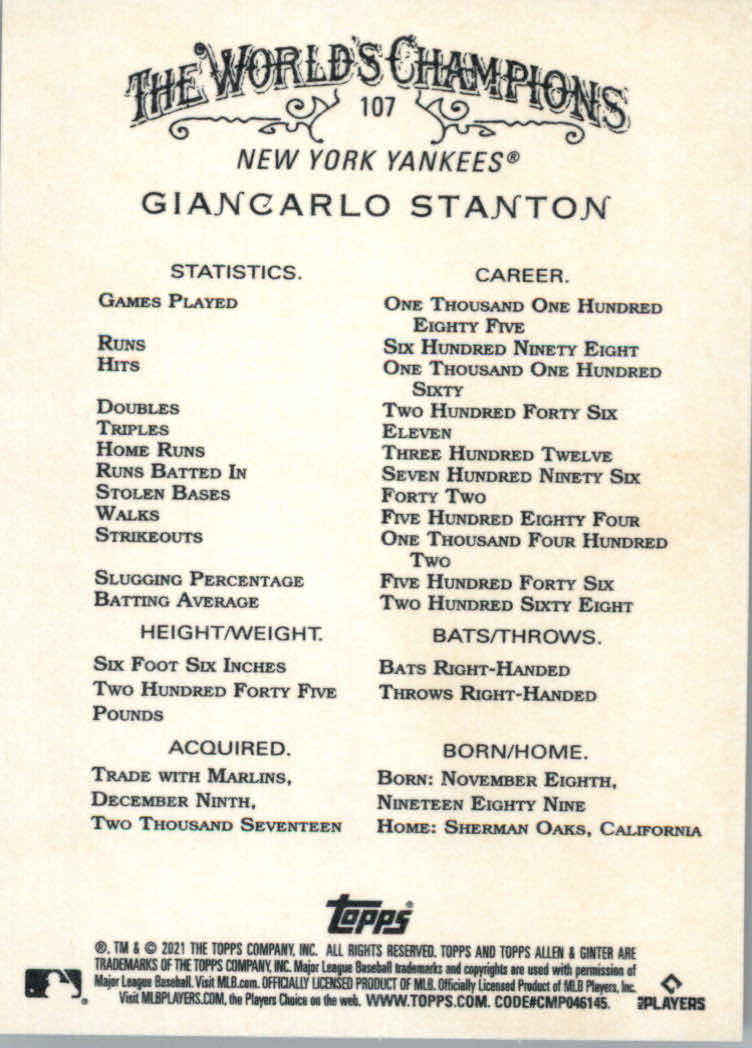 THE WORLD'S CHAMPIONS
107
NEW YORK YANKEES®
GIANCARLO STANTON
STATISTICS. CAREER.
GAMES PLAYED ONE THOUSAND ONE HUNDRED
EIGHTY FIVE
RUNS SIX HUNDRED NINETY EIGHT
HITS ONE THOUSAND ONE HUNDRED
SIXTY
DOUBLES TWO HUNDRED FORTY SIX
TRIPLES ELEVEN
HOME RUNS THREE HUNDRED TWELVE
RUNS BATTED IN SEVEN HUNDRED NINETY SIX
STOLEN BASES FORTY TWO
WALKS FIVE HUNDRED EIGHTY FOUR
STRIKEOUTS ONE THOUSAND FOUR HUNDRED
TWO
SLUGGING PERCENTAGE FIVE HUNDRED FORTY SIX
BATTING AVERAGE TWO HUNDRED SIXTY EIGHT
HEIGHT/WEIGHT.
SIX FOOT SIX INCHES
TWO HUNDRED FORTY FIVE
POUNDS
BATS/THROWS.
BATS RIGHT-HANDED
THROWS RIGHT-HANDED
ACQUIRED.
TRADE WITH MARLINS,
DECEMBER NINTH,
TWO THOUSAND SEVENTEEN
BORN/HOME.
BORN: NOVEMBER EIGHTH,
NINETEEN EIGHTY NINE
HOME: SHERMAN OAKS, CALIFORNIA
Topps®
®, TM & © 2021 THE TOPPS COMPANY, INC. ALL RIGHTS RESERVED. TOPPS AND TOPPS ALLEN & GINTER ARE
TRADEMARKS OF THE TOPPS COMPANY, INC. Major League Baseball trademarks and copyrights are used with permission of
Major League Baseball. Visit MLB.com. OFFICIALLY LICENSED PRODUCT OF MLB. Officially Licensed Product of MLB Players, Inc.
Visit MLBPLAYERS.COM, the Players Choice on the web. WWW.TOPPS.COM. CODE#CMP046145.
PLAYERS